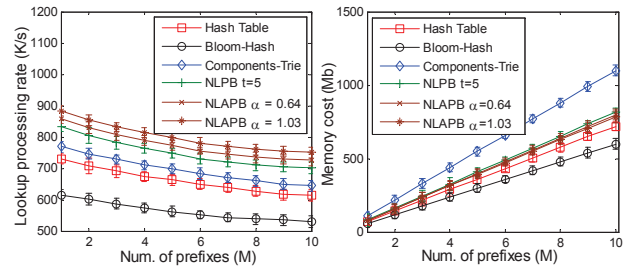 1200
1100
1000
900
800
700
600
500
2
4
6
8
10
Lookup processing rate (K/s)
Num. of prefixes (M)
Hash Table
Bloom-Hash
Components-Trie
NLPB t=5
NLAPB α = 0.64
NLAPB α = 1.03
1500
1000
500
0
2
4
6
8
10
Memory cost (Mb)
Num. of prefixes (M)
Hash Table
Bloom-Hash
Components-Trie
NLPB t=5
NLAPB α=0.64
NLAPB α=1.03